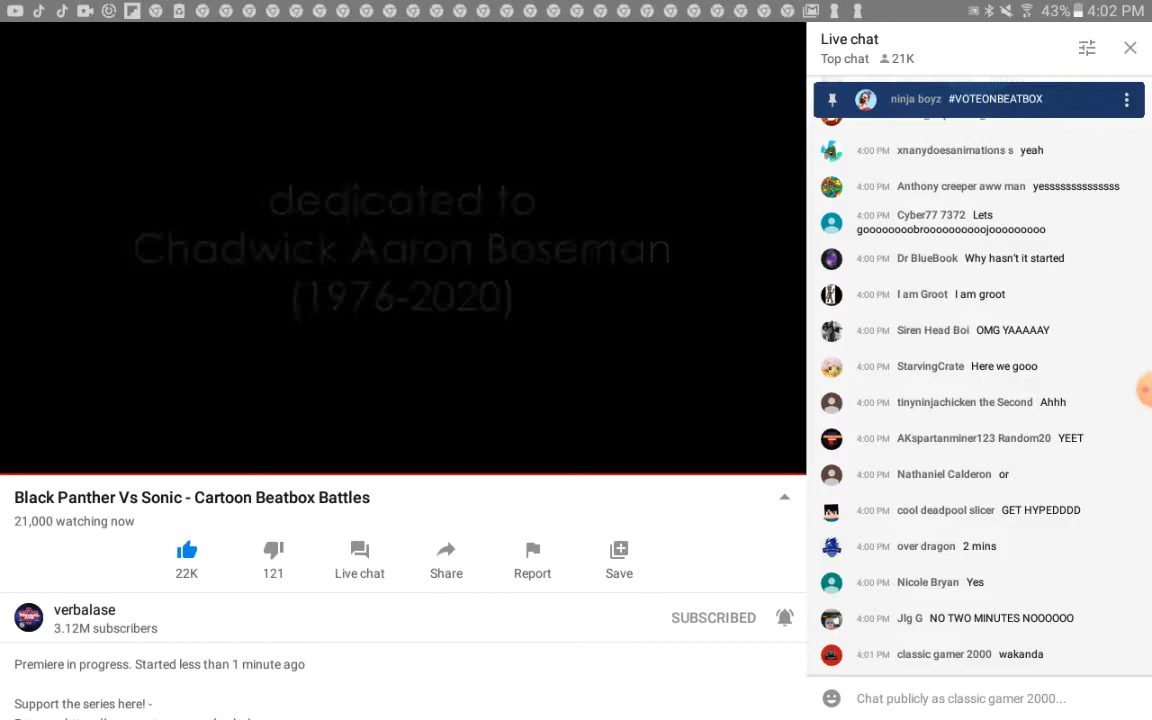 43% 4:02 PM
dedicated to
Chadwick Aaron Boseman
(1976-2020)
Black Panther Vs Sonic - Cartoon Beatbox Battles
21,000 watching now
22K
121
Live chat
Share
Report
Save
verbalase
3.12M subscribers
SUBSCRIBED
Premiere in progress. Started less than 1 minute ago
Support the series here! -
Live chat
Top chat 21K
ninja boyz #VOTEONBEATBOX
4:00 PM xnanydoesanimations s yeah
4:00 PM Anthony creeper aww man yessssssssssssss
4:00 PM Cyber77 7372 Lets
goooooooobroooooooooojooooooooo
4:00 PM Dr BlueBook Why hasn't it started
4:00 PM I am Groot I am groot
4:00 PM Siren Head Boi OMG YAAAAAY
4:00 PM StarvingCrate Here we gooo
4:00 PM tinyninjachicken the Second Ahhh
4:00 PM AKspartanminer123 Random20 YEET
4:00 PM Nathaniel Calderon or
4:00 PM cool deadpool slicer GET HYPEDDDD
4:00 PM over dragon 2 mins
4:00 PM Nicole Bryan Yes
4:00 PM Jlg G NO TWO MINUTES NOOOOOO
4:01 PM classic gamer 2000 wakanda
Chat publicly as classic gamer 2000...